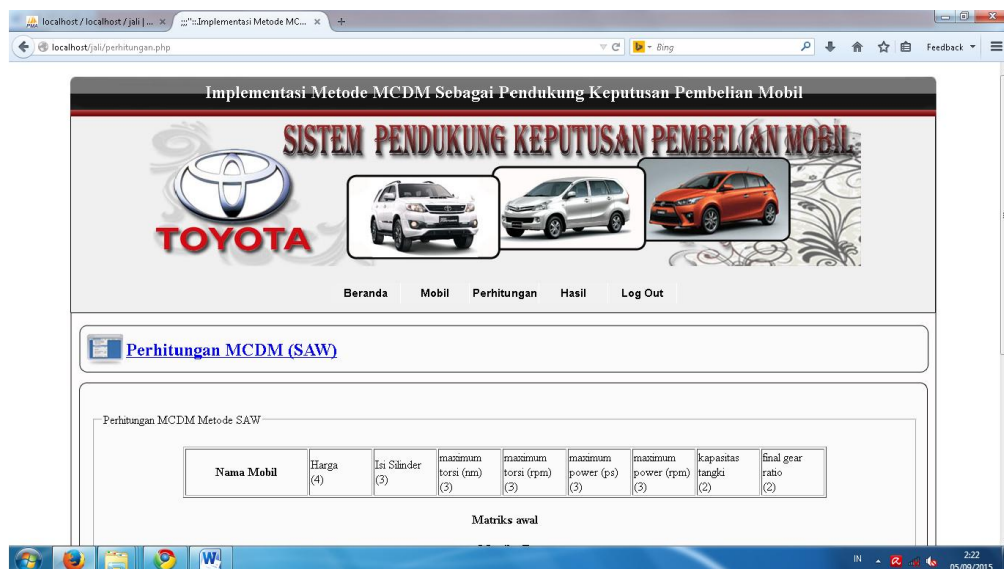 localhost / localhost / jali | ...
;;;"::Implementasi Metode MC...
localhost/jali/perhitungan.php
Bing
Feedback
Implementasi Metode MCDM Sebagai Pendukung Keputusan Pembelian Mobil
SISTEM PENDUKUNG KEPUTUSAN PEMBELIAN MOBIL
TOYOTA
Beranda Mobil Perhitungan Hasil Log Out
Perhitungan MCDM (SAW)
Perhitungan MCDM Metode SAW
Nama Mobil
Harga
(4)
Isi Silinder
(3)
maximum
torsi (nm)
(3)
maximum
torsi (rpm)
(3)
maximum
power (ps)
(3)
maximum
power (rpm)
(3)
kapasitas
tangki
(2)
final gear
ratio
(2)
Matriks awal
IN
2:22
05/09/2015